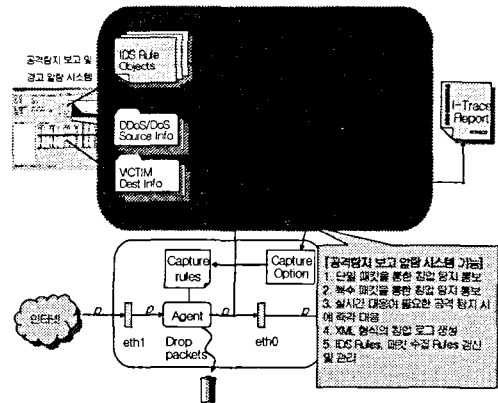 공격탐지 보고 및
경고 알람 시스템
IDS Rule
Objects
DDoS/DoS
Source Info
VICTIM
Dest Info
I-Trace
Report
Capture
rules
Capture
Option
인터넷
Agent
eth1
Drop
packets
eth0
[공격탐지 보고 알람 시스템 기능]
1. 단일 패킷을 통한 침입 탐지 통보
2. 복수 패킷을 통한 침입 탐지 통보
3. 실시간 대응이 필요한 공격 탐지 시
에 즉각 대응
4. XML 형식의 침입 로그 생성
5. IDS Rules, 패킷 수집 Rules 갱신
및 관리